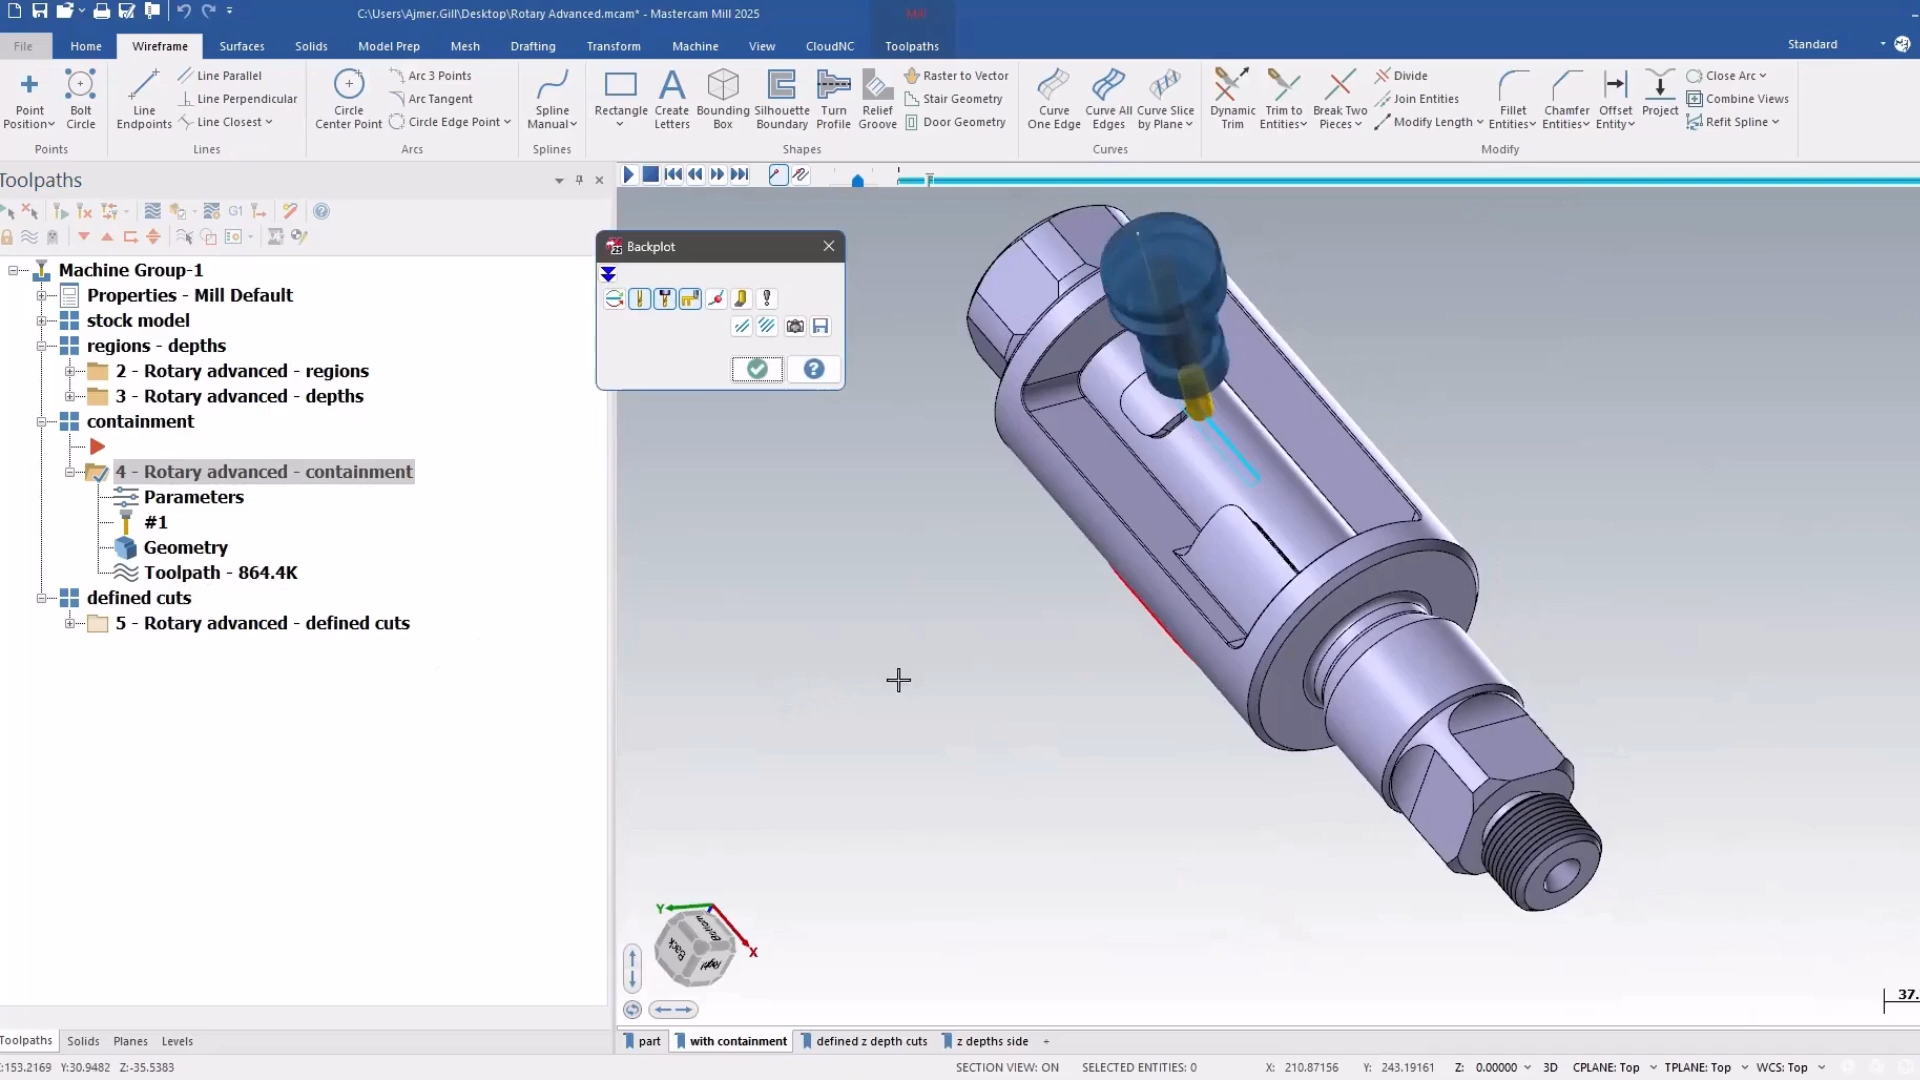 C:\Users\Ajmer.Gill\Desktop\Rotary Advanced.mcam* - Mastercam Mill 2025
Mill
File Home Wireframe Surfaces Solids Model Prep Mesh Drafting Transform Machine View CloudNC Toolpaths Standard
Point Position
Bolt Circle
Points
Line Endpoints
Line Parallel
Line Perpendicular
Line Closest
Lines
Circle Center Point
Arc 3 Points
Arc Tangent
Circle Edge Point
Arcs
Spline Manual
Splines
Rectangle
Create Letters
Bounding Box
Silhouette Boundary
Turn Profile
Relief Groove
Raster to Vector
Stair Geometry
Door Geometry
Shapes
Curve One Edge
Curve All Edges
Curve Slice by Plane
Curves
Dynamic Trim
Trim to Entities
Break Two Pieces
Divide
Join Entities
Modify Length
Fillet Entities
Chamfer Entities
Offset Entity
Project
Close Arc
Combine Views
Refit Spline
Modify
Toolpaths
G1
Machine Group-1
Properties - Mill Default
stock model
regions - depths
2 - Rotary advanced - regions
3 - Rotary advanced - depths
containment
4 - Rotary advanced - containment
Parameters
#1
Geometry
Toolpath - 864.4K
defined cuts
5 - Rotary advanced - defined cuts
Backplot
Y
X
Back
Bottom
Right
37.
Toolpaths Solids Planes Levels
part with containment defined z depth cuts z depths side +
:153.2169 Y:30.9482 Z:-35.5383
SECTION VIEW: ON SELECTED ENTITIES: 0 X: 210.87156 Y: 243.19161 Z: 0.00000 3D CPLANE: Top TPLANE: Top WCS: Top